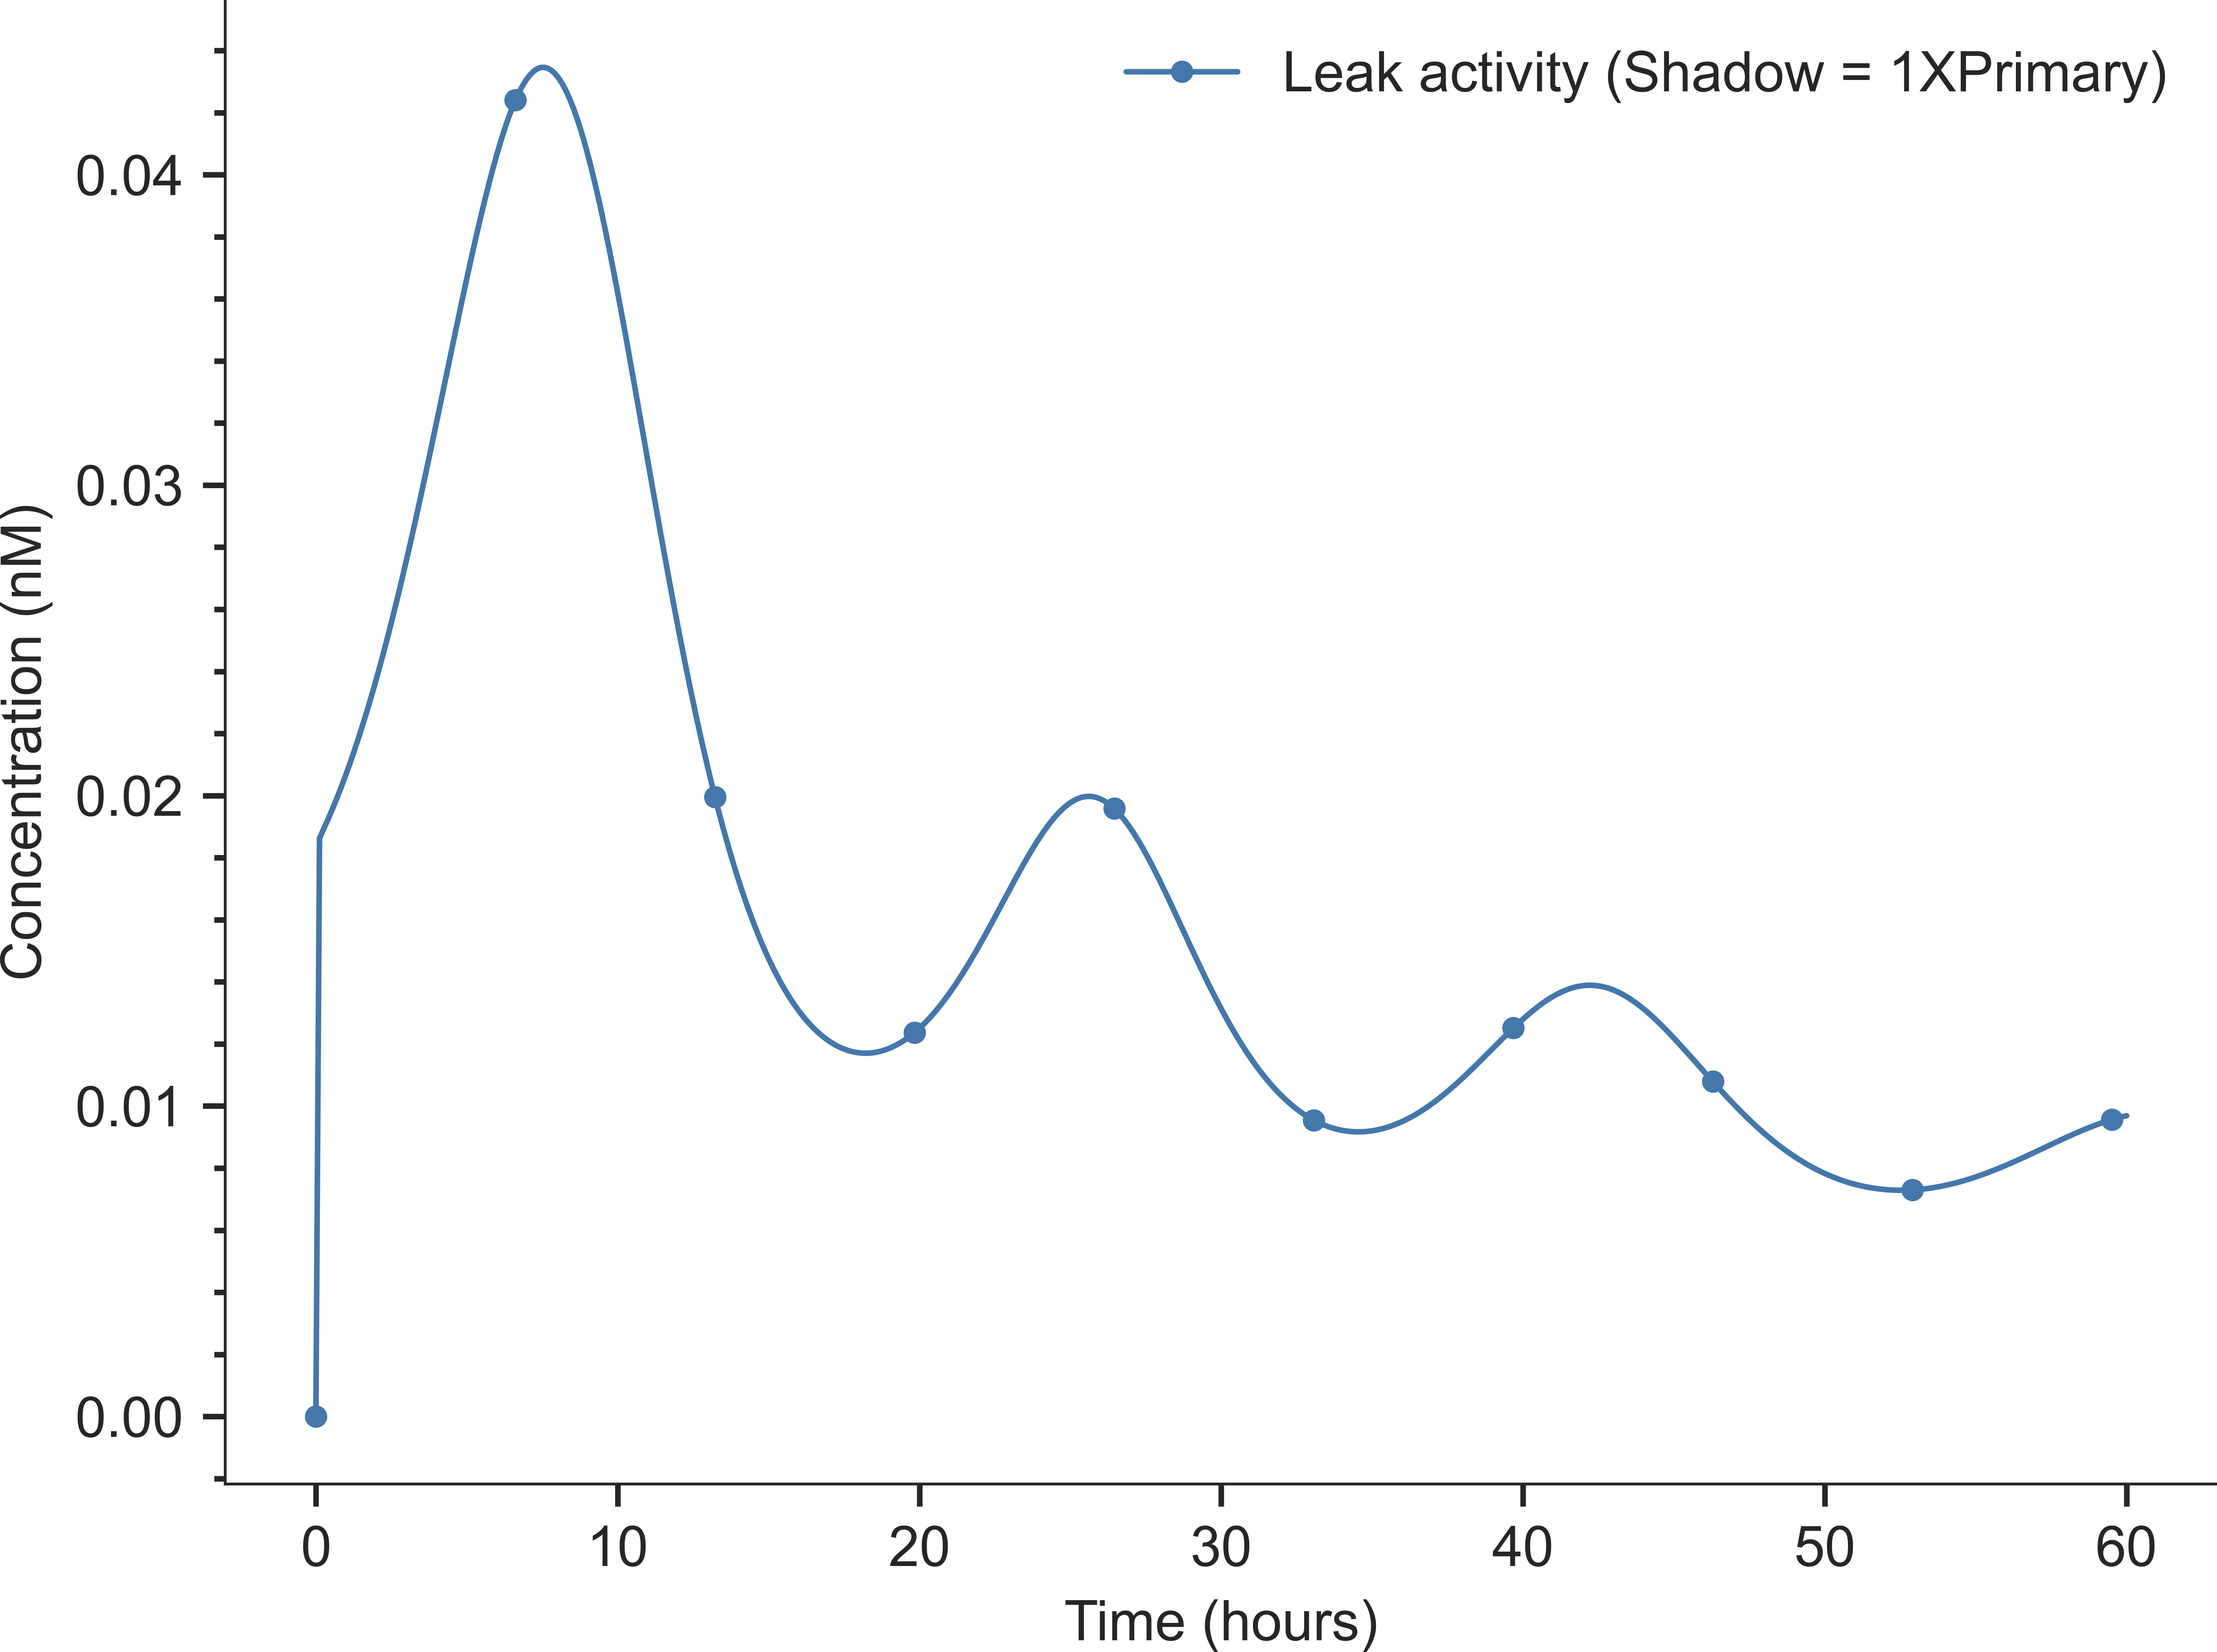 Leak activity (Shadow = 1XPrimary)
0.04
0.03
0.02
0.01
0.00
Concentration (nM)
0 10 20 30 40 50 60
Time (hours)